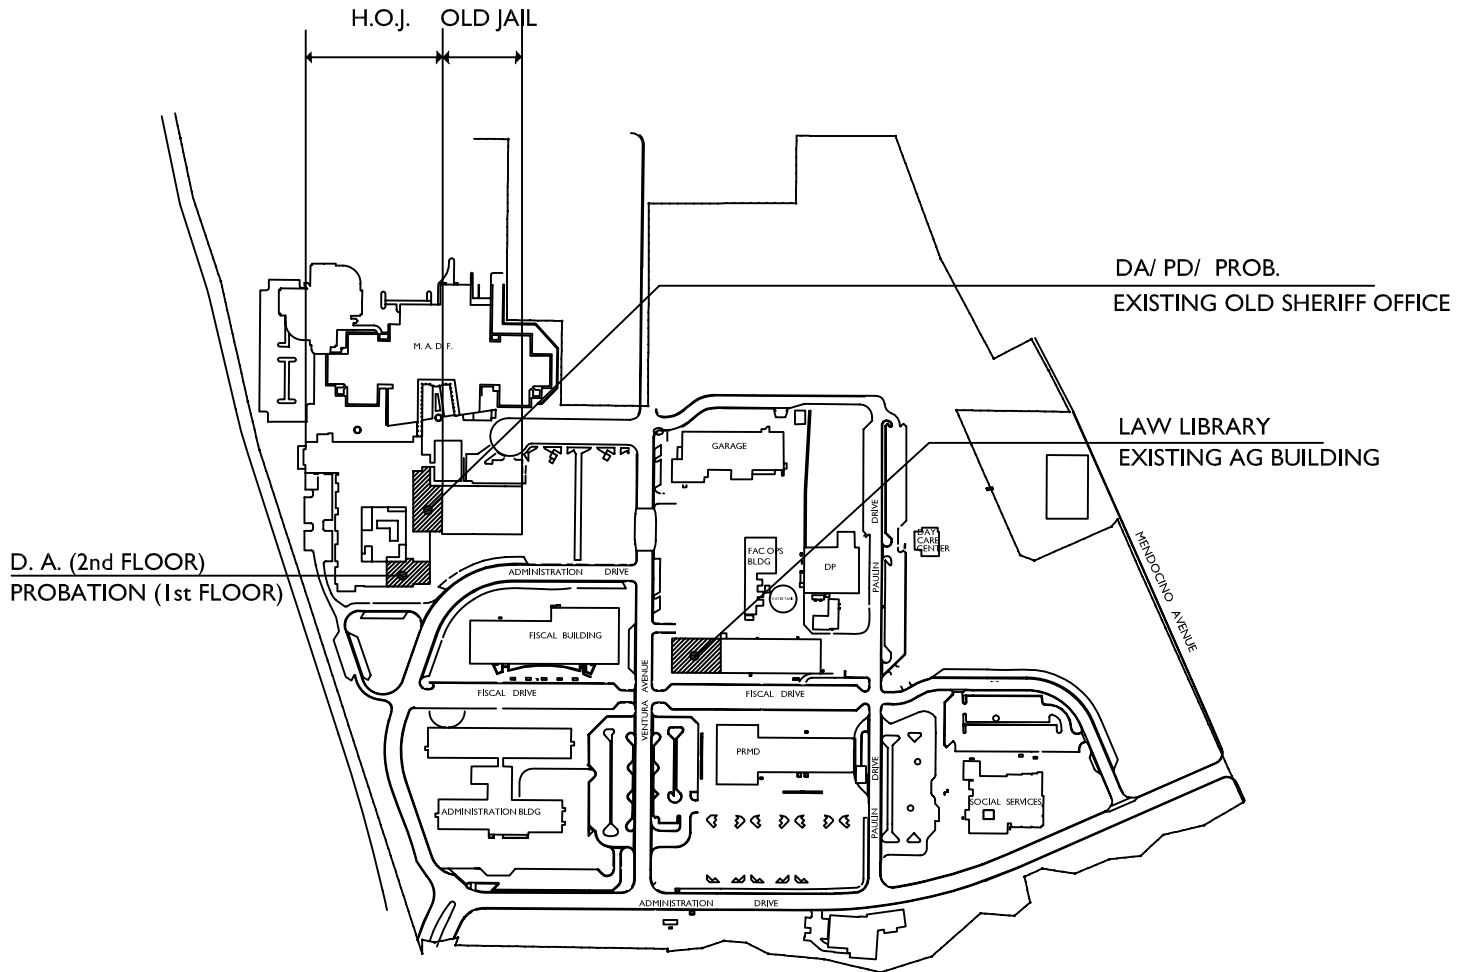 H.O.J. OLD JAIL
DA/ PD/ PROB.
EXISTING OLD SHERIFF OFFICE
M. A. D. F.
LAW LIBRARY
EXISTING AG BUILDING
GARAGE
DRIVE
DAY
CARE
CENTER
MENDOCINO AVENUE
FAC OPS
BLDG
DP
D. A. (2nd FLOOR)
PROBATION (1st FLOOR)
ADMINISTRATION DRIVE
PAULIN
WATER TANK
FISCAL BUILDING
VENTURA AVENUE
FISCAL DRIVE
FISCAL DRIVE
PRMD
DRIVE
PAULIN
ADMINISTRATION BLDG
SOCIAL SERVICES
ADMINISTRATION DRIVE